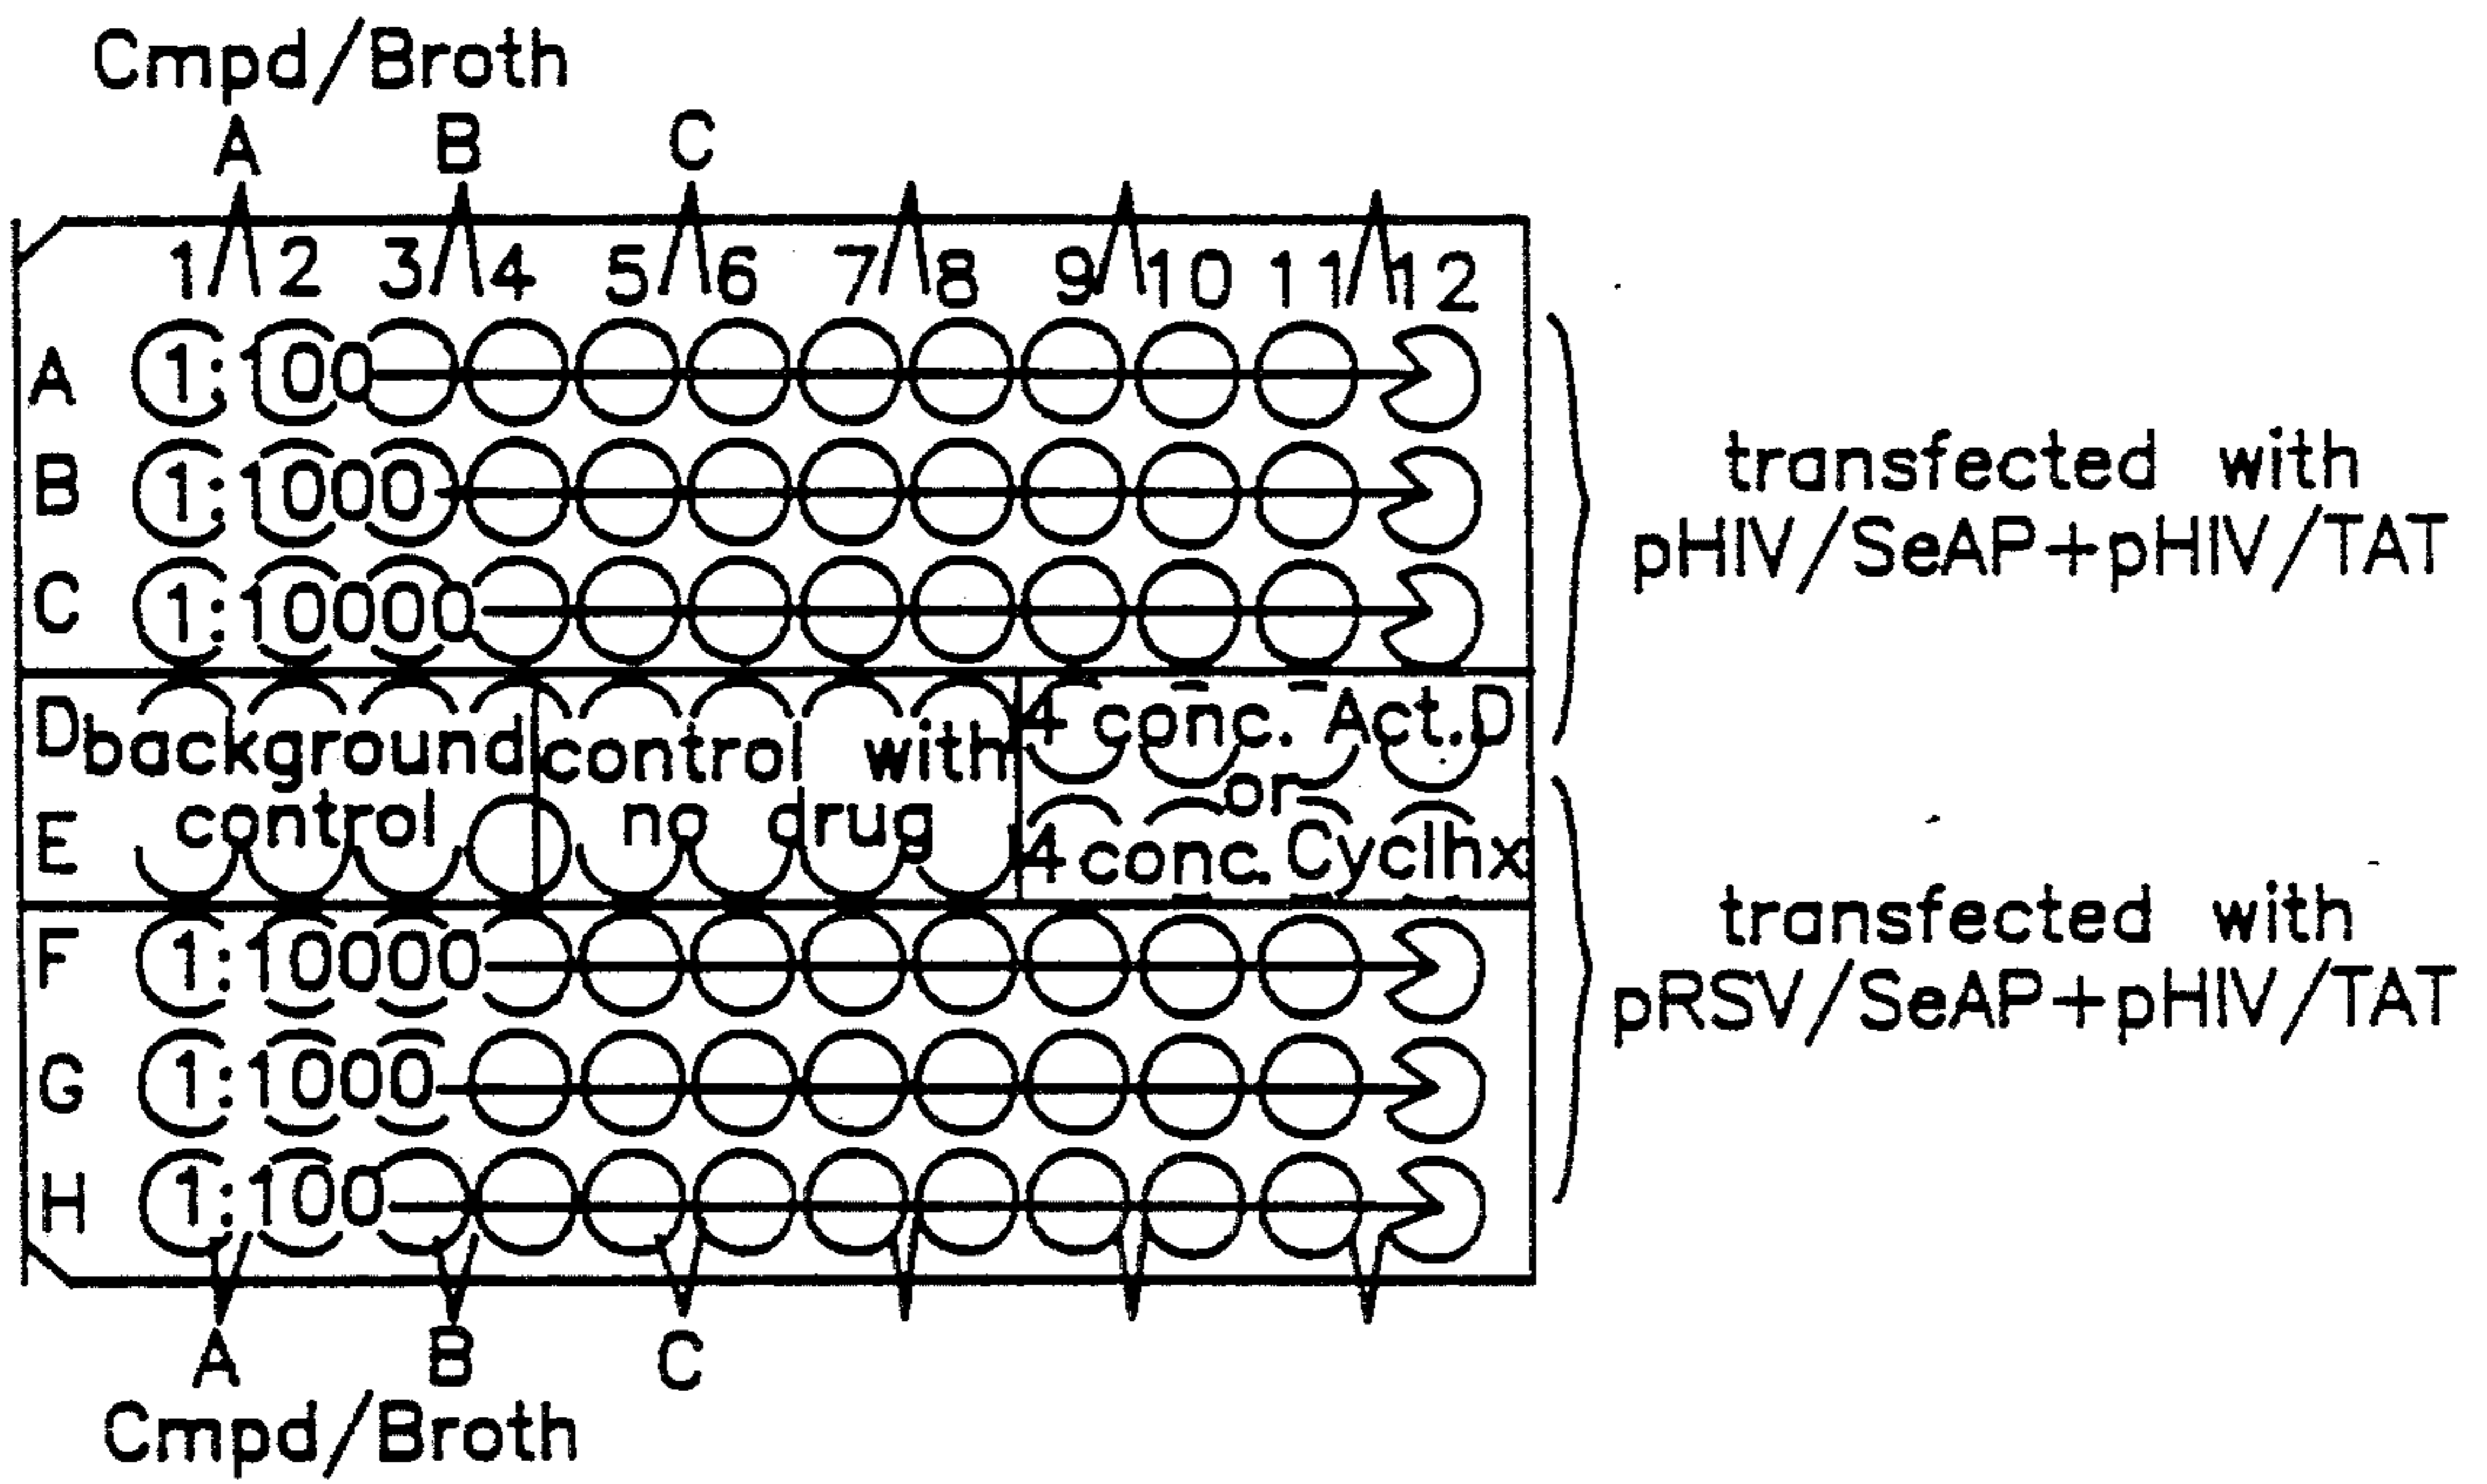 Cmpd/Broth
A B C
1 2 3 4 5 6 7 8 9 10 11 12
A 1:100
B 1:1000
C 1:10000
transfected with
pHIV/SeAP+pHIV/TAT
D background control with 4 conc. Act.D
or
E control no drug 4 conc. Cyclhx
F 1:10000
G 1:1000
H 1:100
transfected with
pRSV/SeAP+pHIV/TAT
A B C
Cmpd/Broth